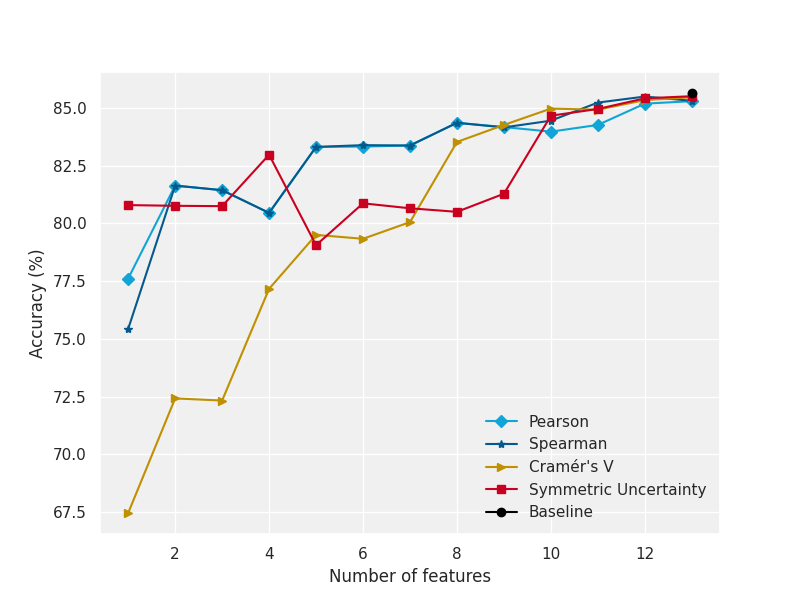 85.0
82.5
80.0
77.5
75.0
72.5
70.0
67.5
Accuracy (%)
2 4 6 8 10 12
Number of features
Pearson
Spearman
Cramér's V
Symmetric Uncertainty
Baseline